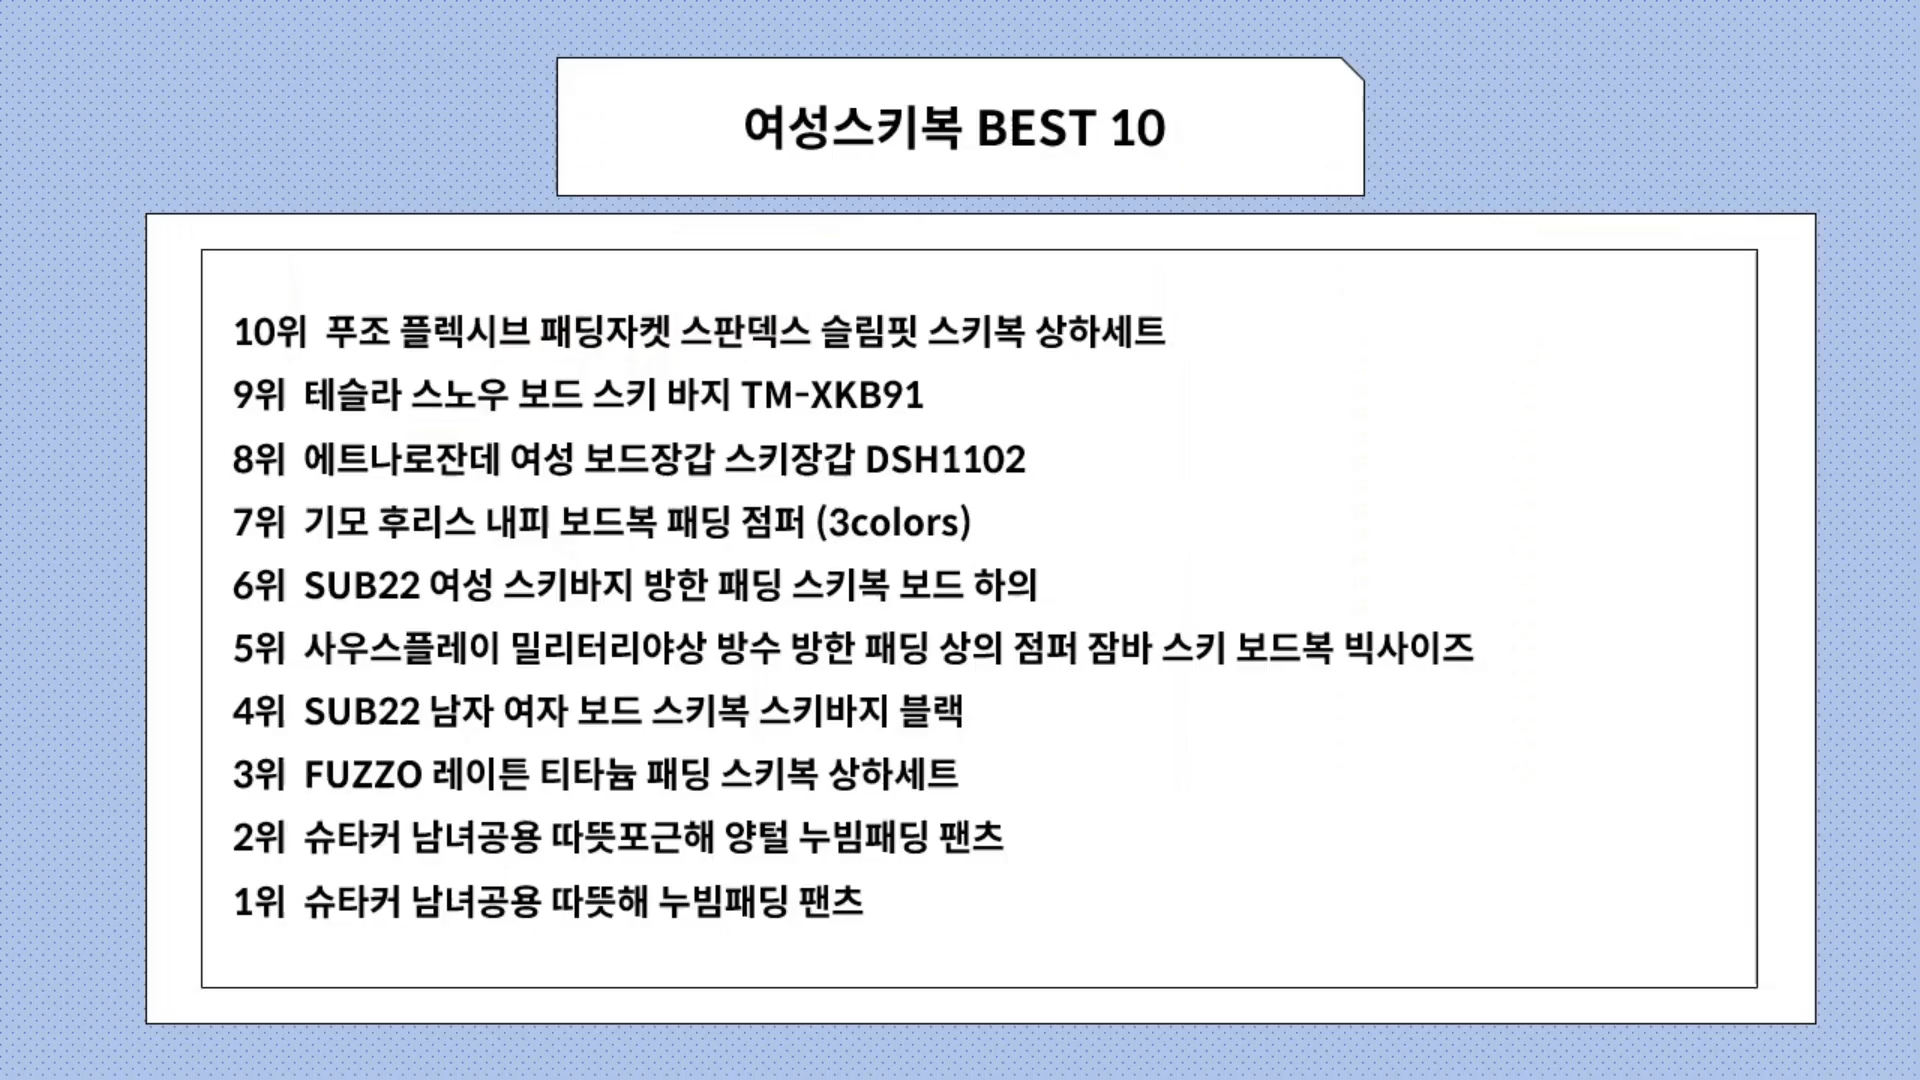 여성스키복 BEST 10
10위 푸조 플렉시브 패딩자켓 스판덱스 슬림핏 스키복 상하세트
9위 테슬라 스노우 보드 스키 바지 TM-XKB91
8위 에트나로잔데 여성 보드장갑 스키장갑 DSH1102
7위 기모 후리스 내피 보드복 패딩 점퍼 (3colors)
6위 SUB22 여성 스키바지 방한 패딩 스키복 보드 하의
5위 사우스플레이 밀리터리야상 방수 방한 패딩 상의 점퍼 잠바 스키 보드복 빅사이즈
4위 SUB22 남자 여자 보드 스키복 스키바지 블랙
3위 FUZZO 레이튼 티타늄 패딩 스키복 상하세트
2위 슈타커 남녀공용 따뜻포근해 양털 누빔패딩 팬츠
1위 슈타커 남녀공용 따뜻해 누빔패딩 팬츠